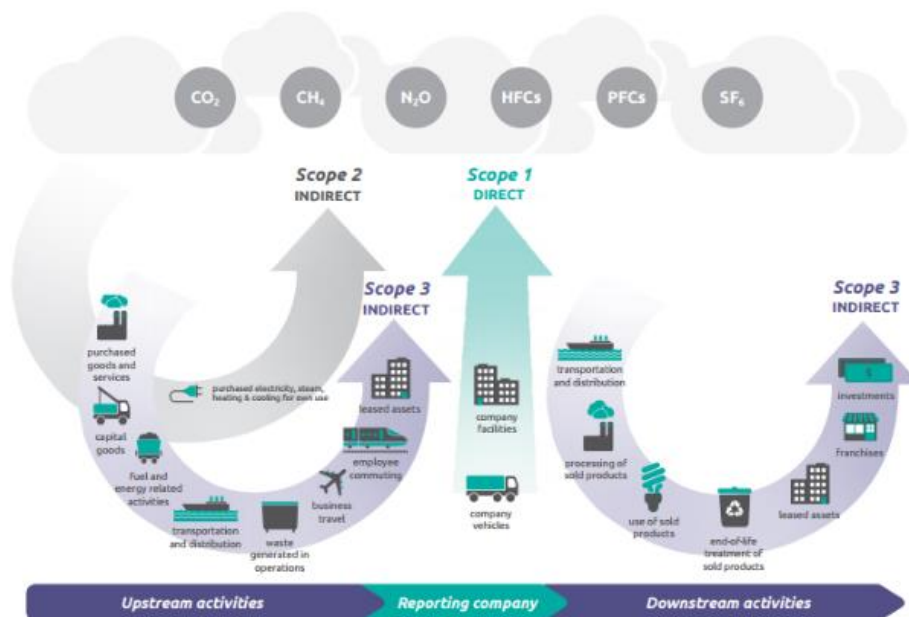 CO₂
CH₄
N₂O
HFCs
PFCs
SF₆
Scope 2
INDIRECT
Scope 1
DIRECT
Scope 3
INDIRECT
Scope 3
INDIRECT
purchased
goods and
services
capital
goods
fuel and
energy related
activities
transportation
and distribution
waste
generated in
operations
business
travel
employee
commuting
leased assets
purchased electricity, steam,
heating & cooling for own use
company
facilities
company
vehicles
transportation
and distribution
processing of
sold products
use of sold
products
end-of-life
treatment of
sold products
leased assets
franchises
$
investments
Upstream activities
Reporting company
Downstream activities